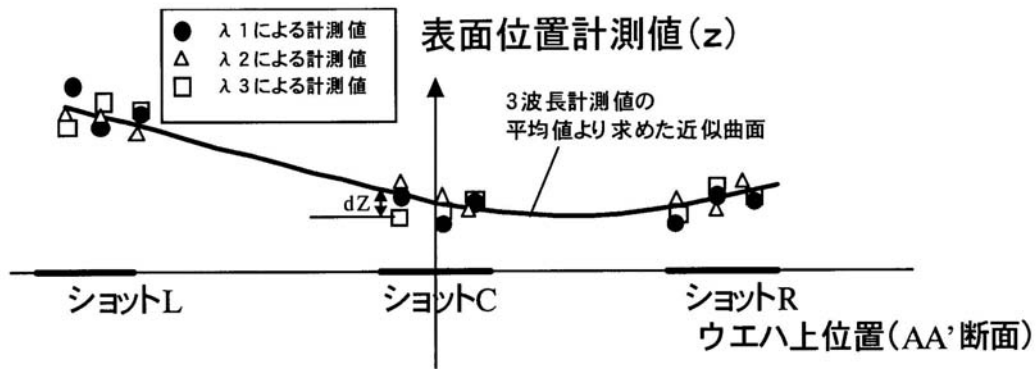 表面位置計測値(z)
● λ1による計測値
△ λ2による計測値
□ λ3による計測値
3波長計測値の
平均値より求めた近似曲面
dZ
ショットL
ショットC
ショットR
ウエハ上位置(AA'断面)